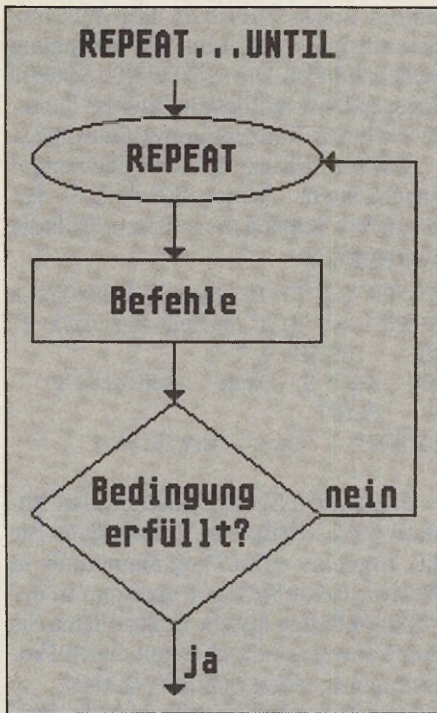 REPEAT...UNTIL
REPEAT
Befehle
Bedingung
erfüllt?
nein
ja